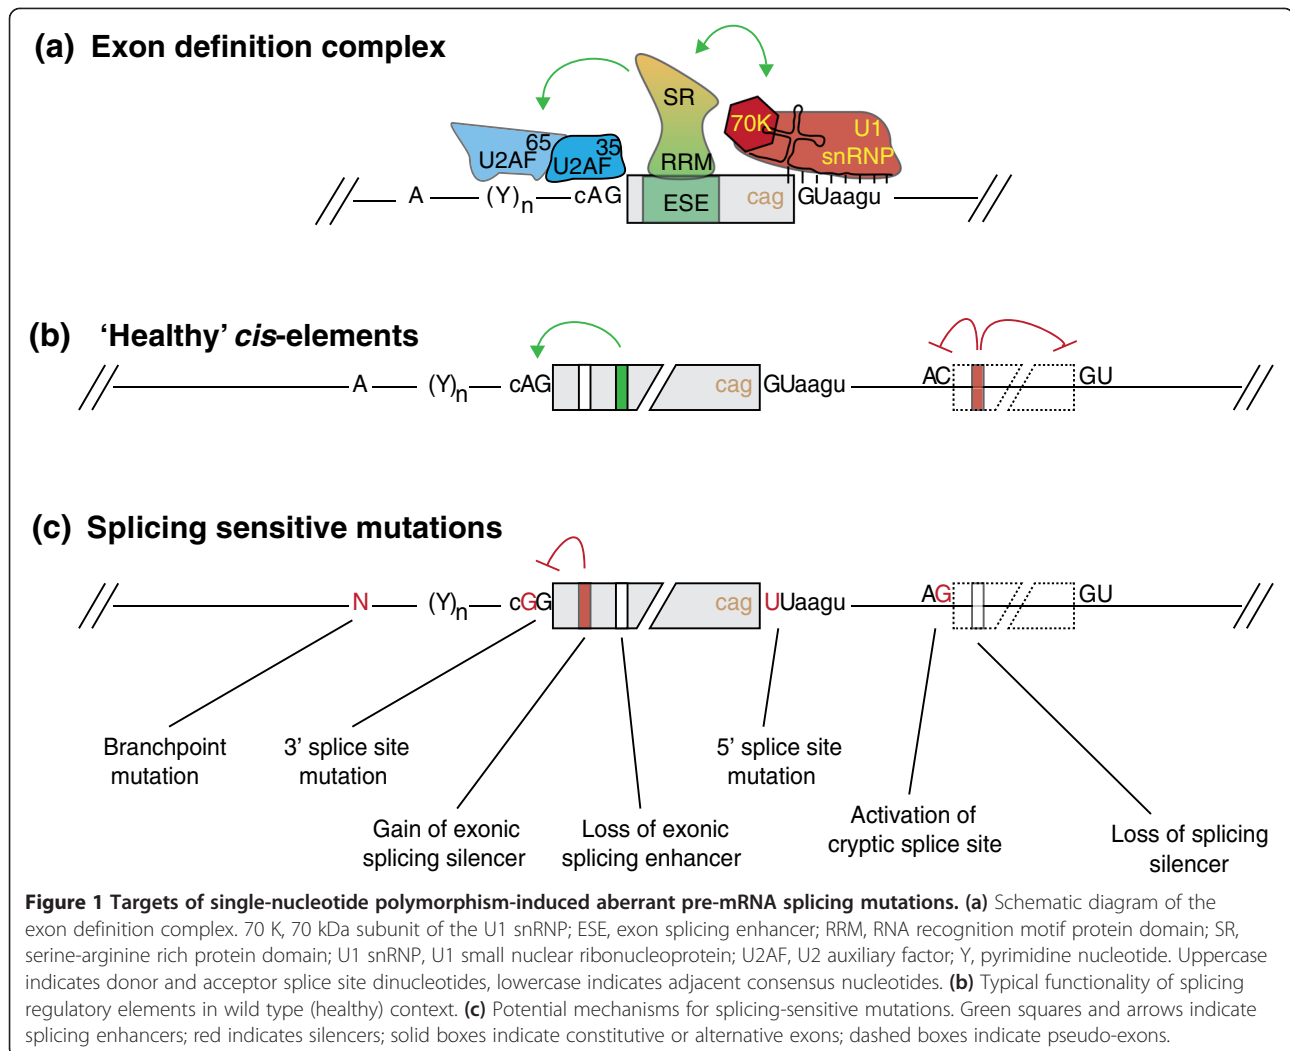 (a) Exon definition complex
SR
70K
U1
snRNP
65
U2AF
35
U2AF
RRM
A
(Y)n
cAG
ESE
cag
GUaagu
(b) ‘Healthy’ cis-elements
A
(Y)n
cAG
cag
GUaagu
AC
GU
(c) Splicing sensitive mutations
N
(Y)n
cGG
cag
UUaagu
AG
GU
Branchpoint
mutation
3’ splice site
mutation
5’ splice site
mutation
Gain of exonic
splicing silencer
Loss of exonic
splicing enhancer
Activation of
cryptic splice site
Loss of splicing
silencer
Figure 1 Targets of single-nucleotide polymorphism-induced aberrant pre-mRNA splicing mutations. (a) Schematic diagram of the
exon definition complex. 70 K, 70 kDa subunit of the U1 snRNP; ESE, exon splicing enhancer; RRM, RNA recognition motif protein domain; SR,
serine-arginine rich protein domain; U1 snRNP, U1 small nuclear ribonucleoprotein; U2AF, U2 auxiliary factor; Y, pyrimidine nucleotide. Uppercase
indicates donor and acceptor splice site dinucleotides, lowercase indicates adjacent consensus nucleotides. (b) Typical functionality of splicing
regulatory elements in wild type (healthy) context. (c) Potential mechanisms for splicing-sensitive mutations. Green squares and arrows indicate
splicing enhancers; red indicates silencers; solid boxes indicate constitutive or alternative exons; dashed boxes indicate pseudo-exons.